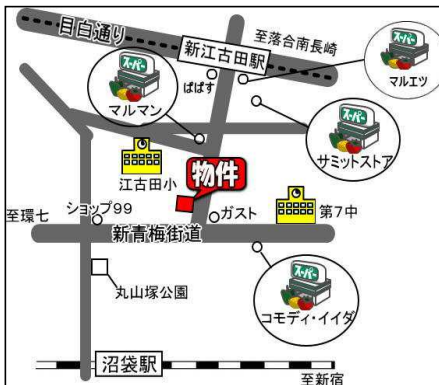 目白通り
新江古田駅
至落合南長崎
ぱぱす
スーパー
マルエツ
スーパー
マルマン
スーパー
サミットストア
江古田小
物件
至環七
ショップ99
ガスト
第7中
新青梅街道
丸山塚公園
スーパー
コモディ・イイダ
沼袋駅
至新宿